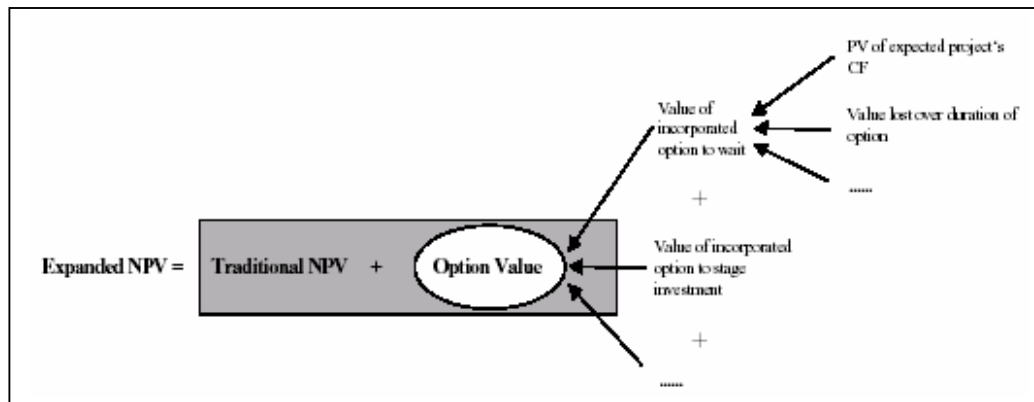 PV of expected project's
CF
Value of
incorporated
option to wait
Value lost over duration of
option
......
+
Expanded NPV = Traditional NPV + Option Value
Value of incorporated
option to stage
investment
+
......